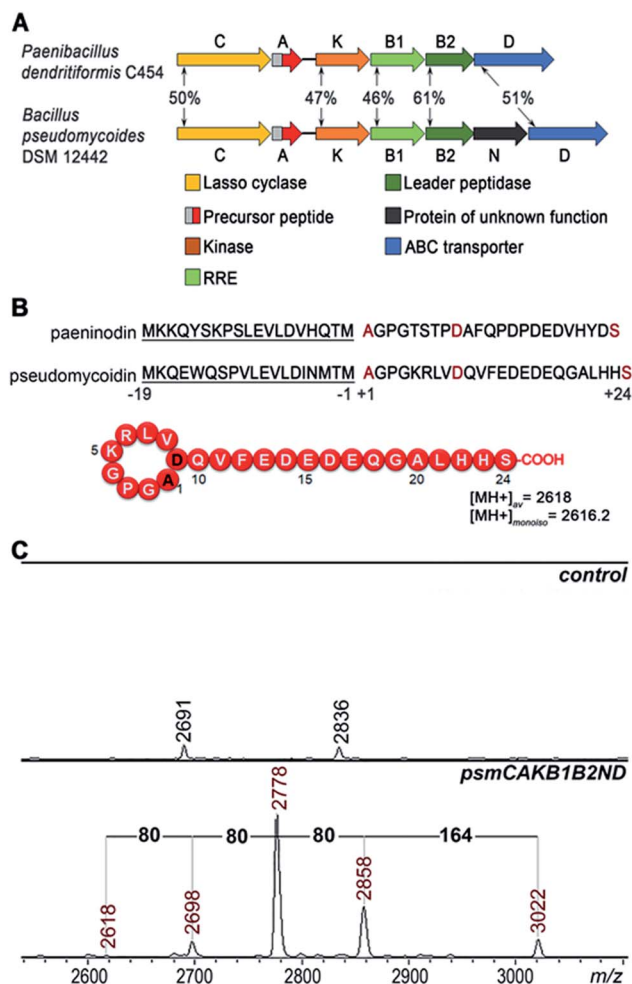 A
C A K B1 B2 D
Paenibacillus
dendritiformis C454
50% 47% 46% 61% 51%
Bacillus
pseudomycoides
DSM 12442
C A K B1 B2 N D
Lasso cyclase
Leader peptidase
Precursor peptide
Protein of unknown function
Kinase
ABC transporter
RRE
B
paeninodin MKKQYSKPSLEVLDVHQTM AGPGTSTPDAFQPDPDEDVHYDS
pseudomycoidin MKQEWQSPVLEVLDINMTM AGPGKRLVDQVFEDEDEQGALHHS
-19 -1 +1 +24
5 K R L V D Q V F E D E D E Q G A L H H S -COOH
G P G A 1 10 15 20 24
[MH+]av = 2618
[MH+]monoiso = 2616.2
C
control
2691 2836
psmCAKB1B2ND
2778
80 80 80 164
2618 2698 2858 3022
2600 2700 2800 2900 3000 m/z